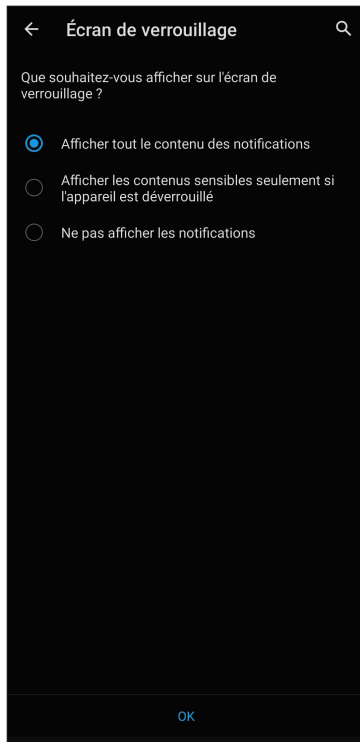 Écran de verrouillage
Que souhaitez-vous afficher sur l'écran de
verrouillage ?
Afficher tout le contenu des notifications
Afficher les contenus sensibles seulement si
l'appareil est déverrouillé
Ne pas afficher les notifications
OK